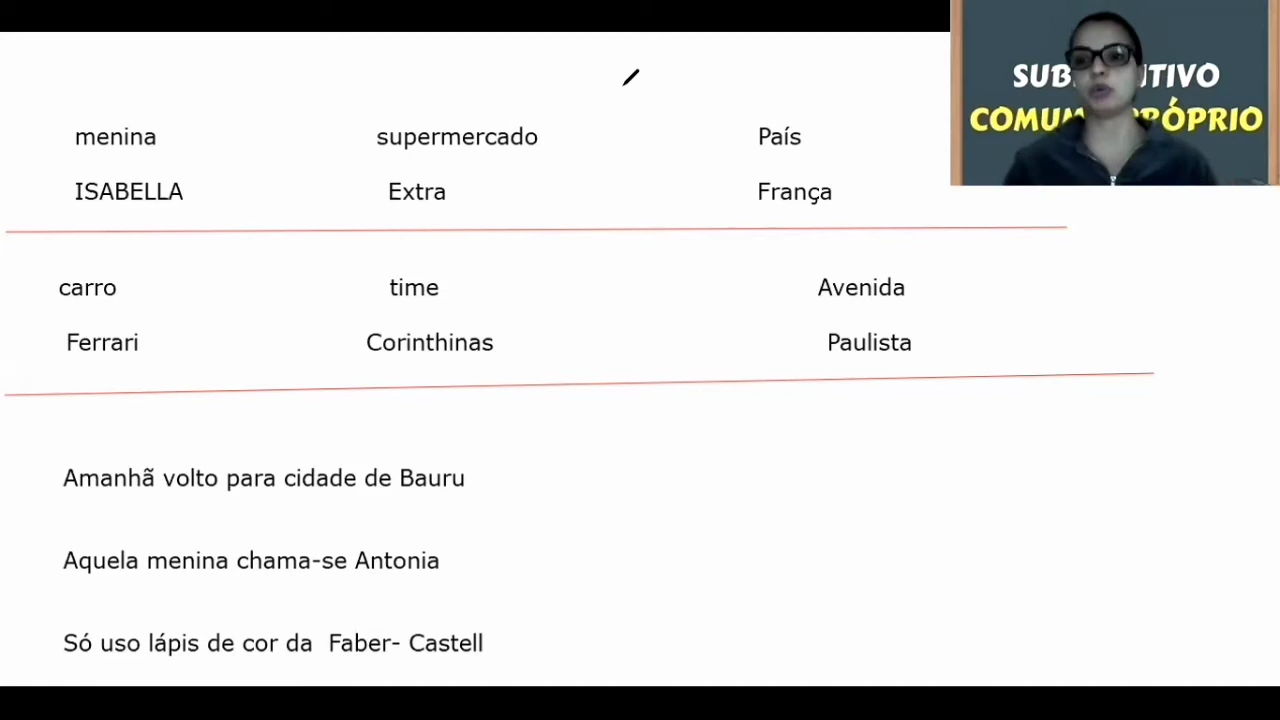 menina supermercado País
ISABELLA Extra França
carro time Avenida
Ferrari Corinthinas Paulista
Amanhã volto para cidade de Bauru
Aquela menina chama-se Antonia
Só uso lápis de cor da Faber- Castell
COMUM